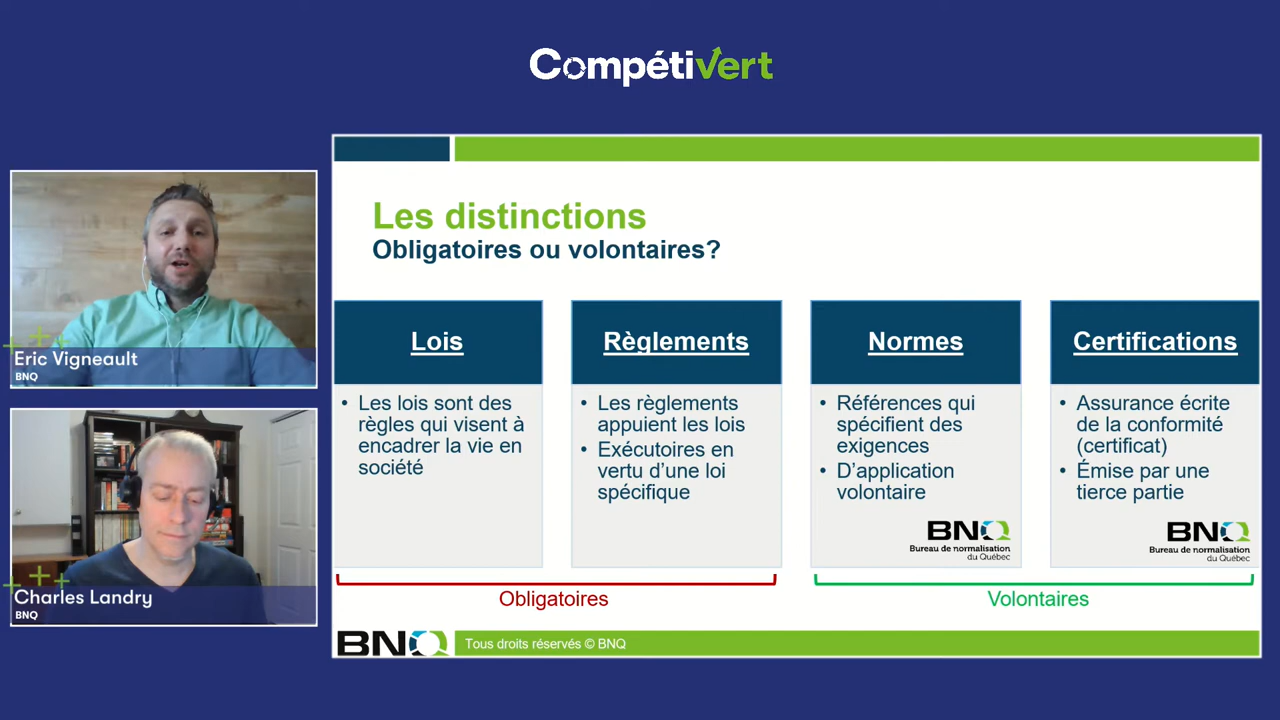 CompétiVert
Les distinctions
Obligatoires ou volontaires?
Lois
• Les lois sont des
règles qui visent à
encadrer la vie en
société
Règlements
• Les règlements
appuient les lois
• Exécutoires en
vertu d’une loi
spécifique
Normes
• Références qui
spécifient des
exigences
• D’application
volontaire
BNQ
Bureau de normalisation
du Québec
Certifications
• Assurance écrite
de la conformité
(certificat)
• Émise par une
tierce partie
BNQ
Bureau de normalisation
du Québec
Obligatoires
Volontaires
BNQ
Tous droits réservés © BNQ
Eric Vigneault
BNQ
Charles Landry
BNQ